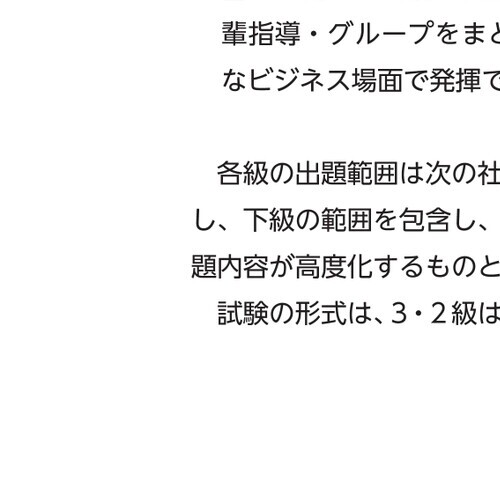 輩指導・グループをまと
なビジネス場面で発揮で
各級の出題範囲は次の社
し、下級の範囲を包含し、
題内容が高度化するものと
試験の形式は、3・2級は